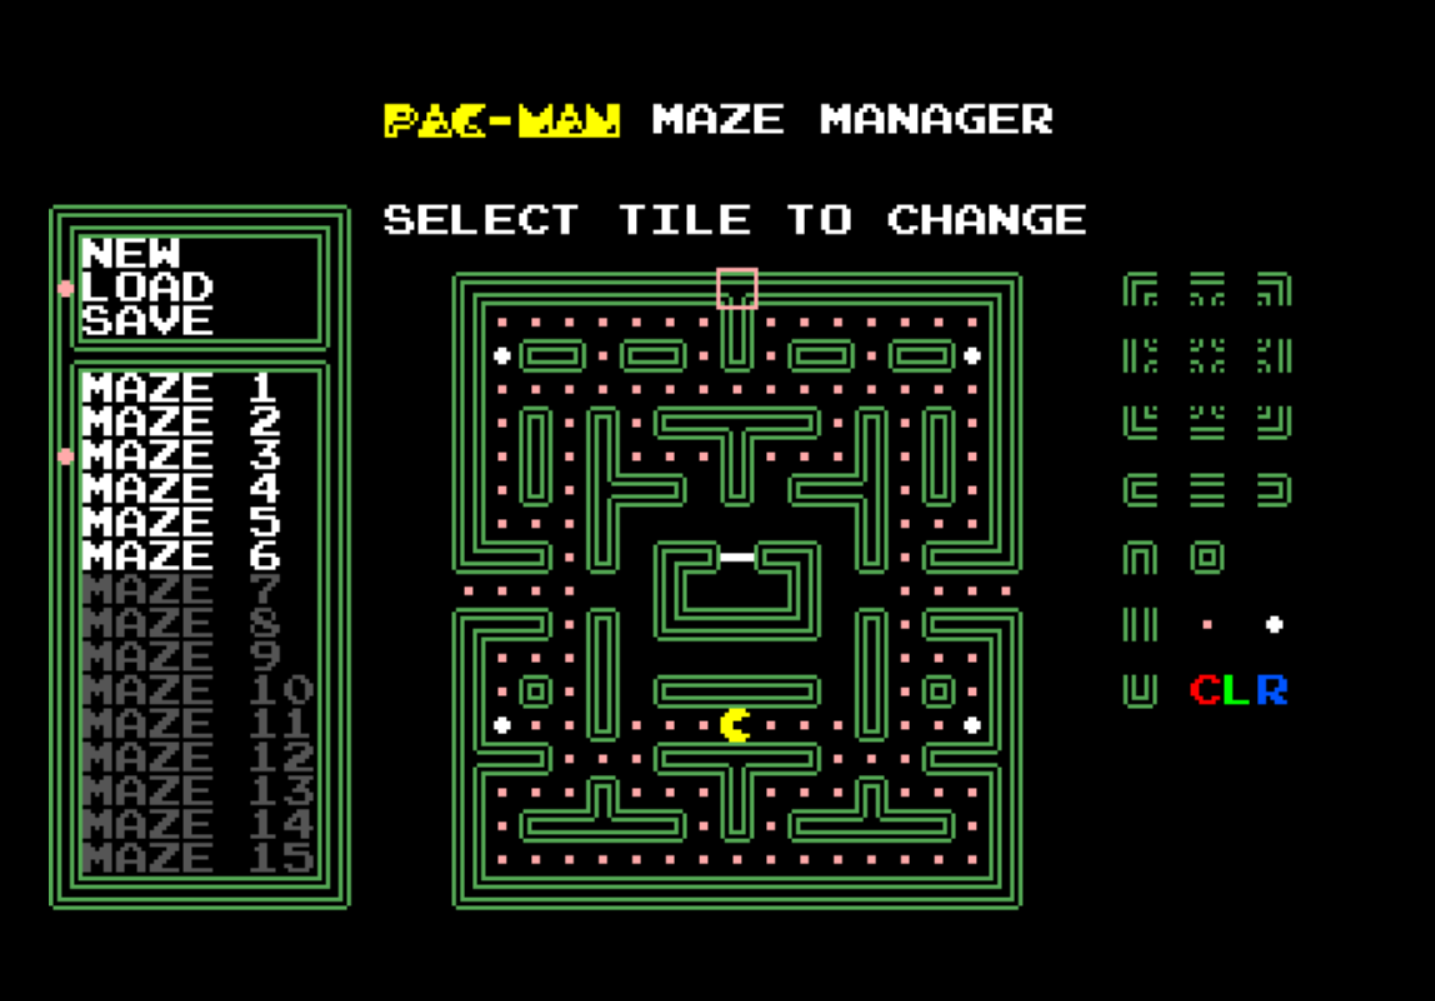 PAC-MAN MAZE MANAGER
SELECT TILE TO CHANGE
NEW
LOAD
SAVE
MAZE 1
MAZE 2
MAZE 3
MAZE 4
MAZE 5
MAZE 6
MAZE 7
MAZE 8
MAZE 9
MAZE 10
MAZE 11
MAZE 12
MAZE 13
MAZE 14
MAZE 15
CLR